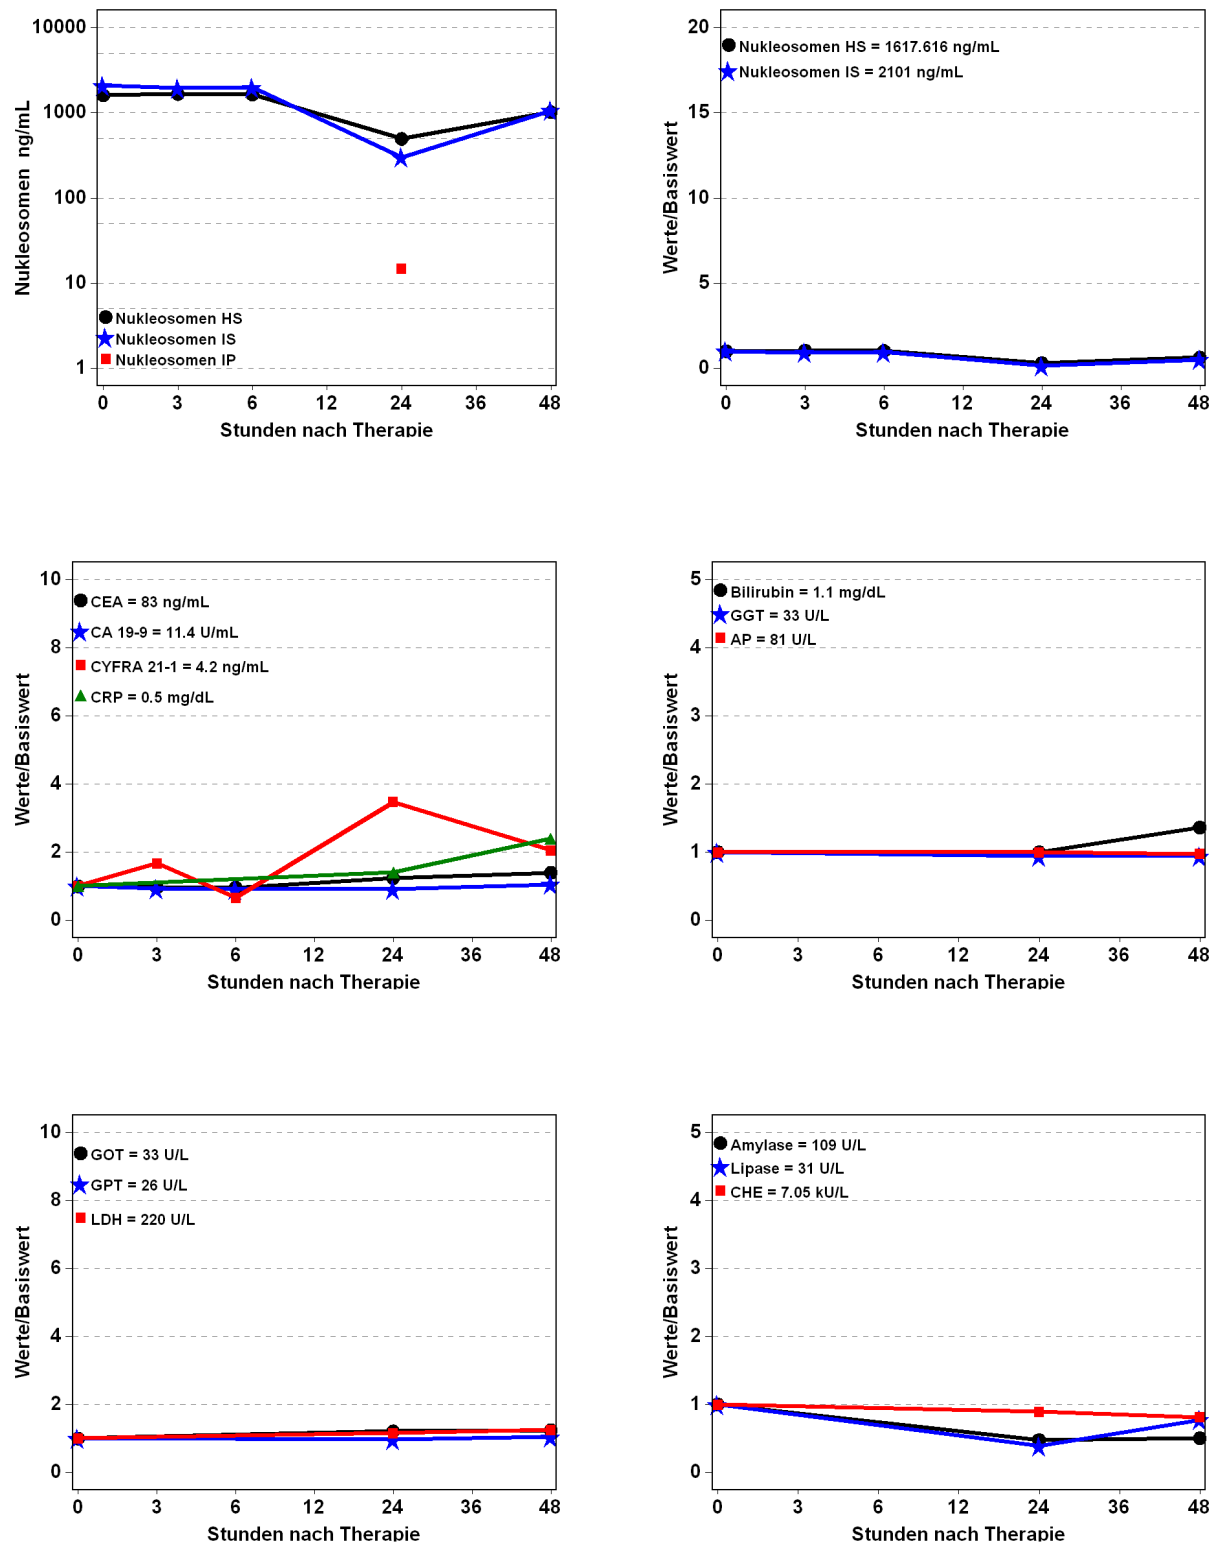 Nukleosomen ng/mL
10000
1000
100
10
1
Nukleosomen HS
Nukleosomen IS
Nukleosomen IP
0 3 6 12 24 36 48
Stunden nach Therapie
Werte/Basiswert
20
15
10
5
0
Nukleosomen HS = 1617.616 ng/mL
Nukleosomen IS = 2101 ng/mL
0 3 6 12 24 36 48
Stunden nach Therapie
Werte/Basiswert
10
8
6
4
2
0
CEA = 83 ng/mL
CA 19-9 = 11.4 U/mL
CYFRA 21-1 = 4.2 ng/mL
CRP = 0.5 mg/dL
0 3 6 12 24 36 48
Stunden nach Therapie
Werte/Basiswert
5
4
3
2
1
0
Bilirubin = 1.1 mg/dL
GGT = 33 U/L
AP = 81 U/L
0 3 6 12 24 36 48
Stunden nach Therapie
Werte/Basiswert
10
8
6
4
2
0
GOT = 33 U/L
GPT = 26 U/L
LDH = 220 U/L
0 3 6 12 24 36 48
Stunden nach Therapie
Werte/Basiswert
5
4
3
2
1
0
Amylase = 109 U/L
Lipase = 31 U/L
CHE = 7.05 kU/L
0 3 6 12 24 36 48
Stunden nach Therapie